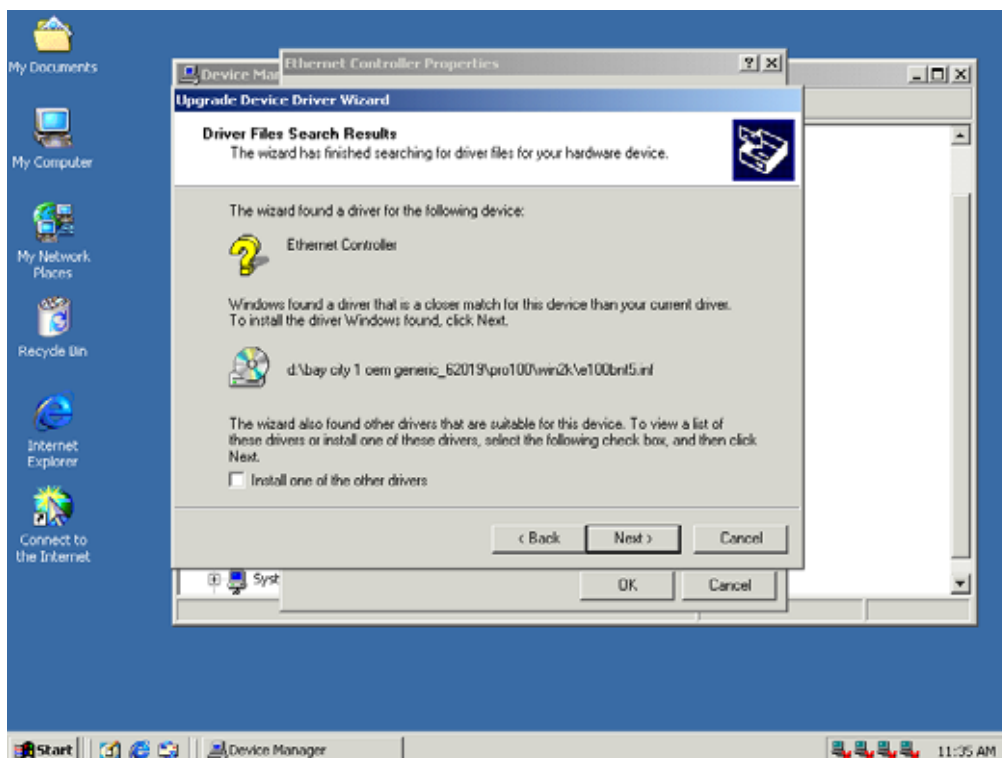 My Documents
My Computer
My Network
Places
Recycle Bin
Internet
Explorer
Connect to
the Internet
Device Mar
Ethernet Controller Properties
Upgrade Device Driver Wizard
Driver Files Search Results
The wizard has finished searching for driver files for your hardware device.
The wizard found a driver for the following device:
Ethernet Controller
Windows found a driver that is a closer match for this device than your current driver.
To install the driver Windows found, click Next.
d:\bay city 1 oem generic_62019\pro100\win2k\e100bnt5.inf
The wizard also found other drivers that are suitable for this device. To view a list of
these drivers or install one of these drivers, select the following check box, and then click
Next.
Install one of the other drivers
< Back
Next >
Cancel
Syst
OK
Cancel
Start
Device Manager
11:35 AM